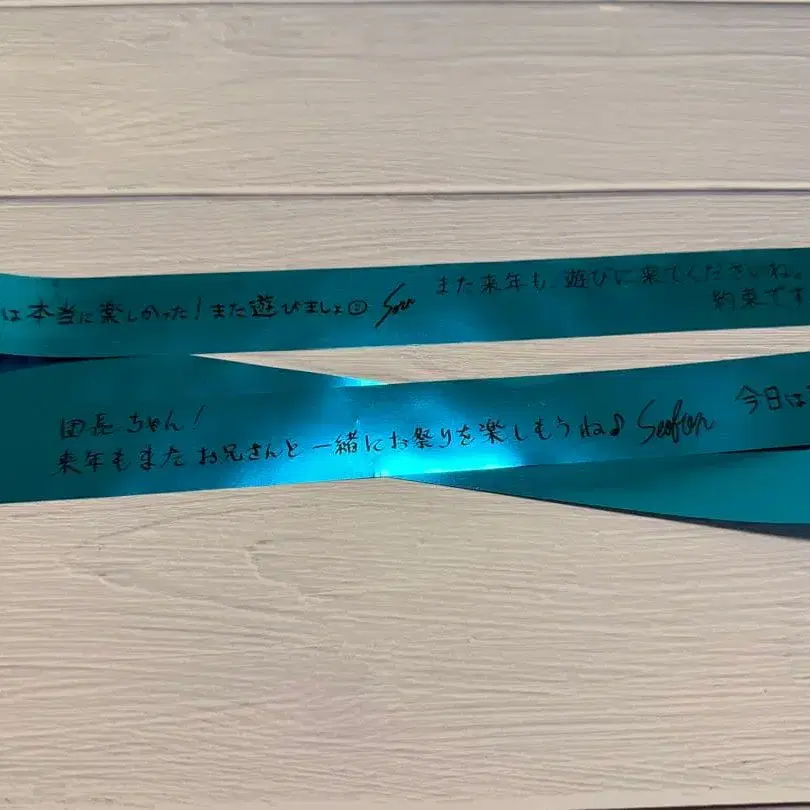 は本当に楽しかった!また遊びましょ☺
また来年も、遊びに来てくださいね。
約束です
団長ちゃん!
来年もまたお兄さんと一緒にお祭りを楽しもうね♪ Seofon
今日は